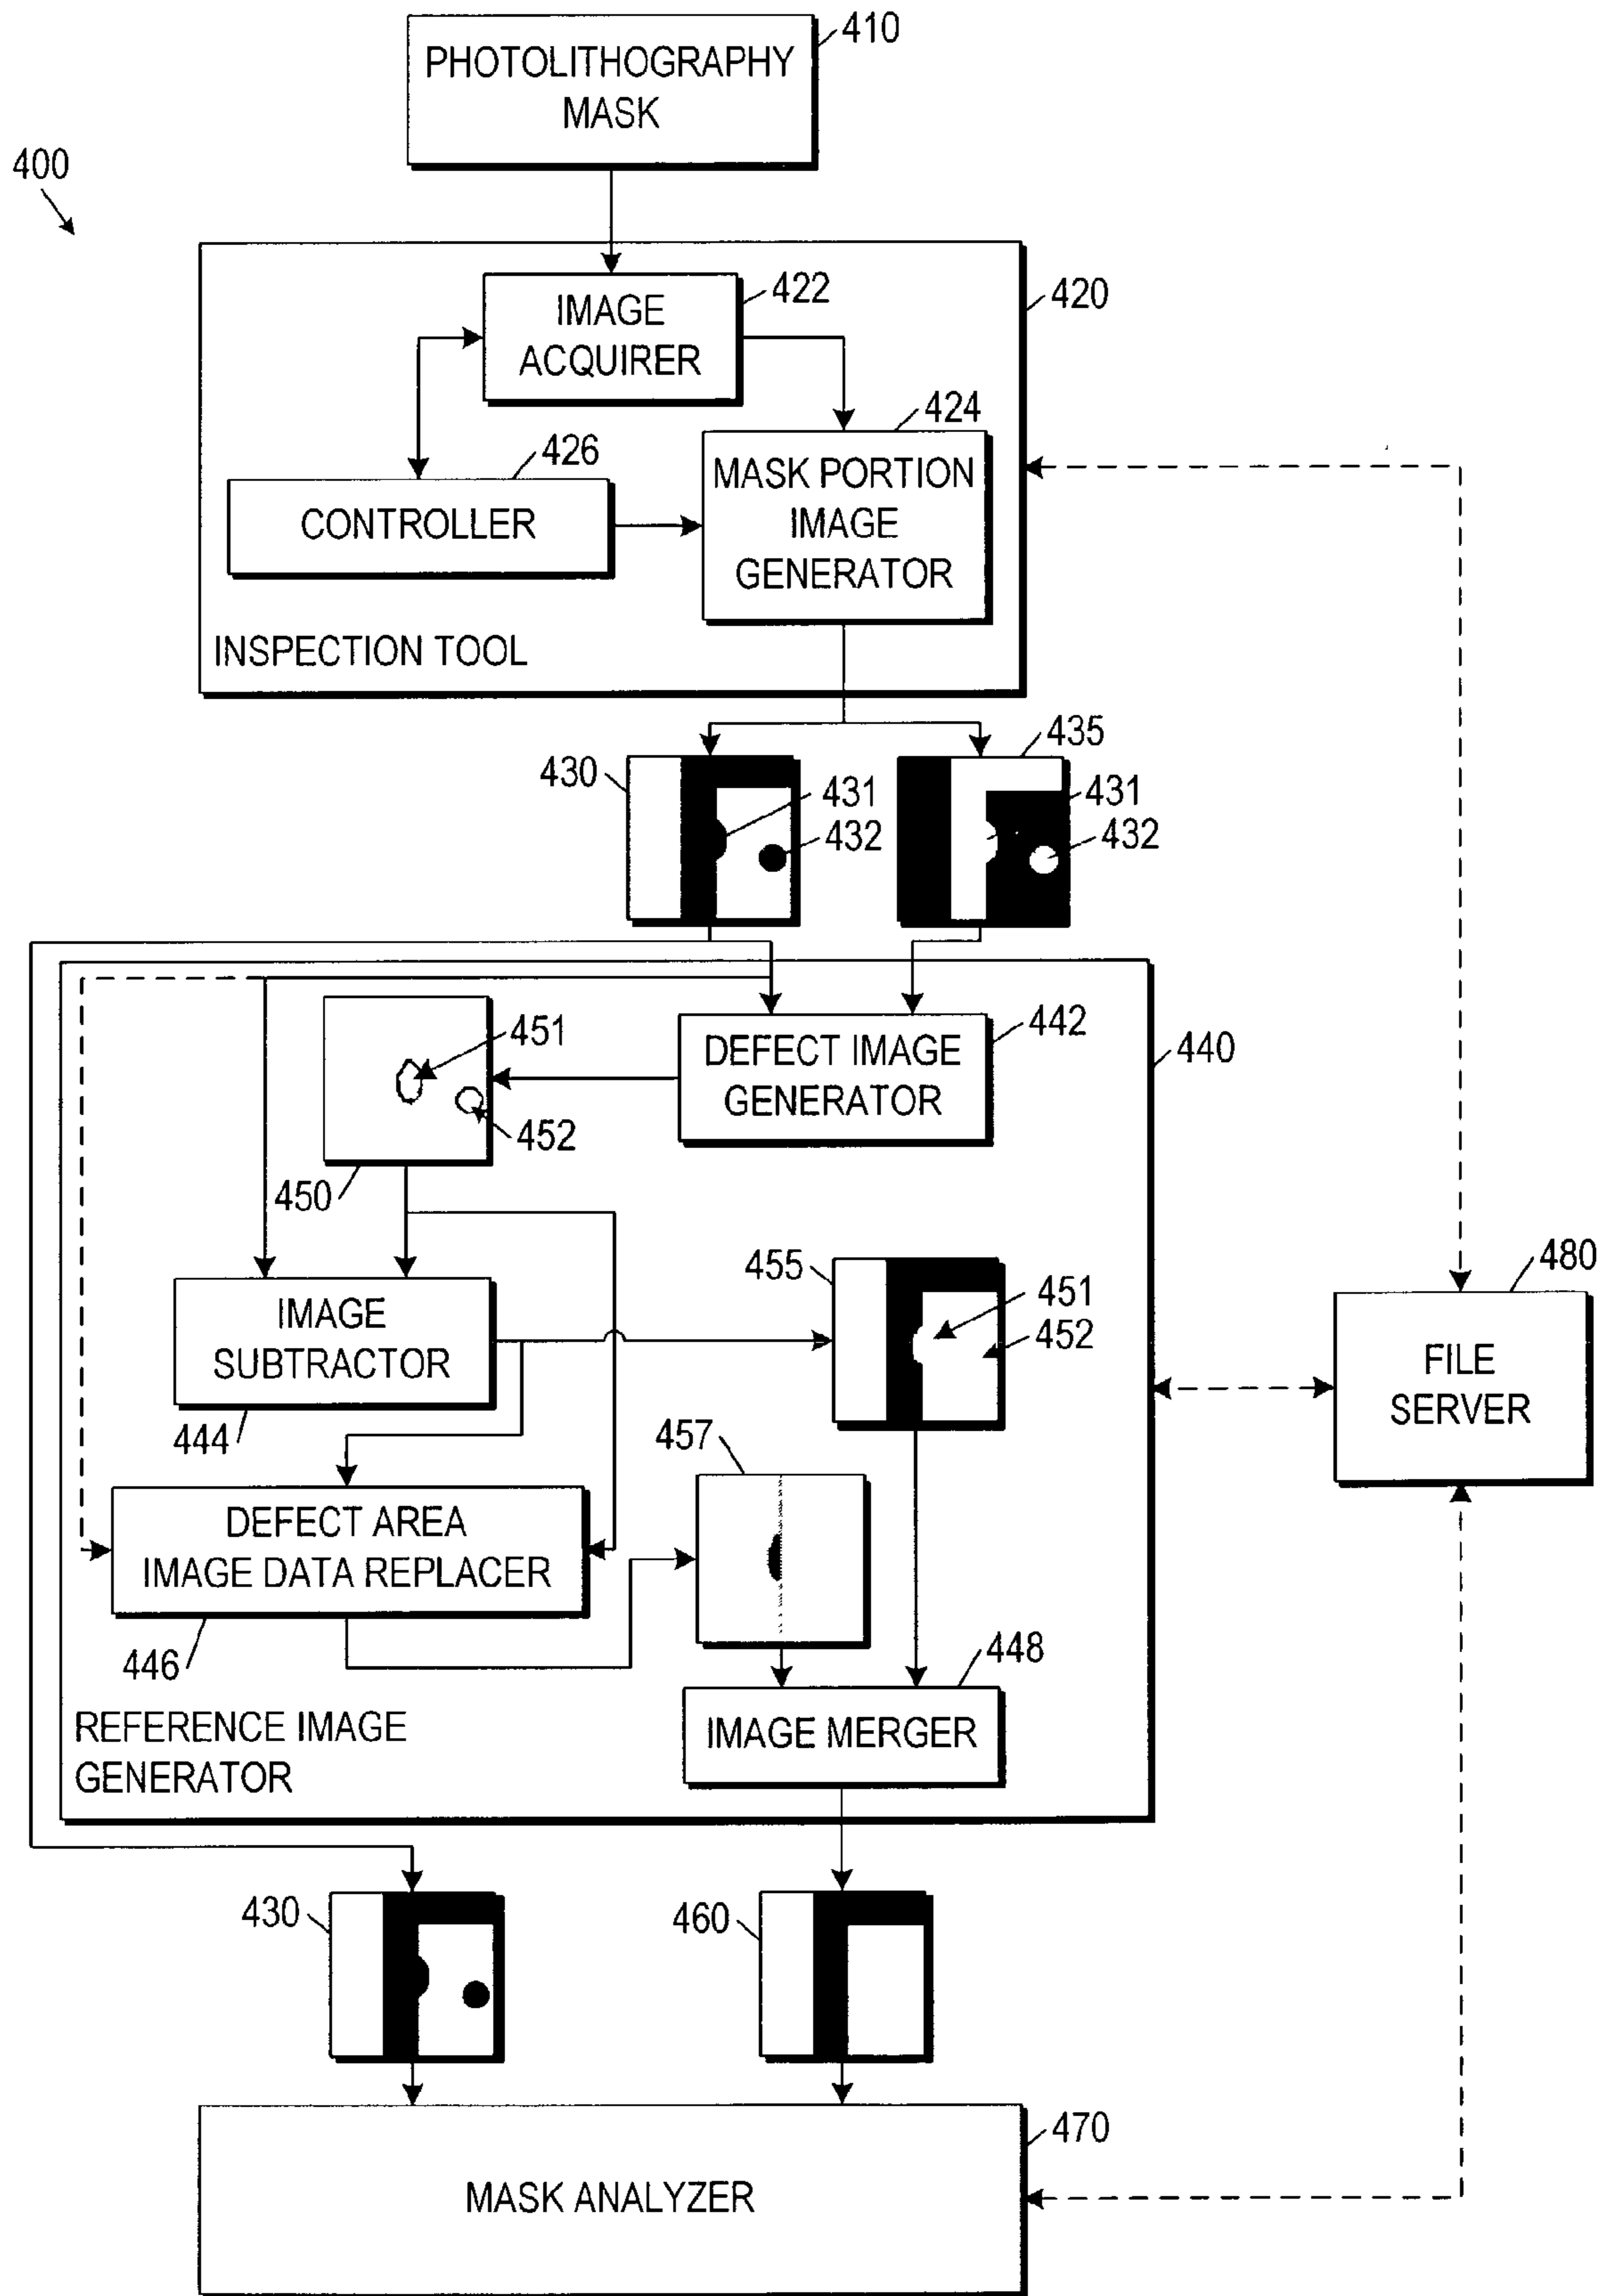 410
PHOTOLITHOGRAPHY
MASK
400
422
IMAGE
ACQUIRER
420
424
426
MASK PORTION
IMAGE
GENERATOR
CONTROLLER
INSPECTION TOOL
435
430
431
431
432
432
451
442
440
DEFECT IMAGE
GENERATOR
452
450
455
451
452
480
IMAGE
SUBTRACTOR
FILE
SERVER
444
457
DEFECT AREA
IMAGE DATA REPLACER
446
448
REFERENCE IMAGE
GENERATOR
IMAGE MERGER
430
460
470
MASK ANALYZER